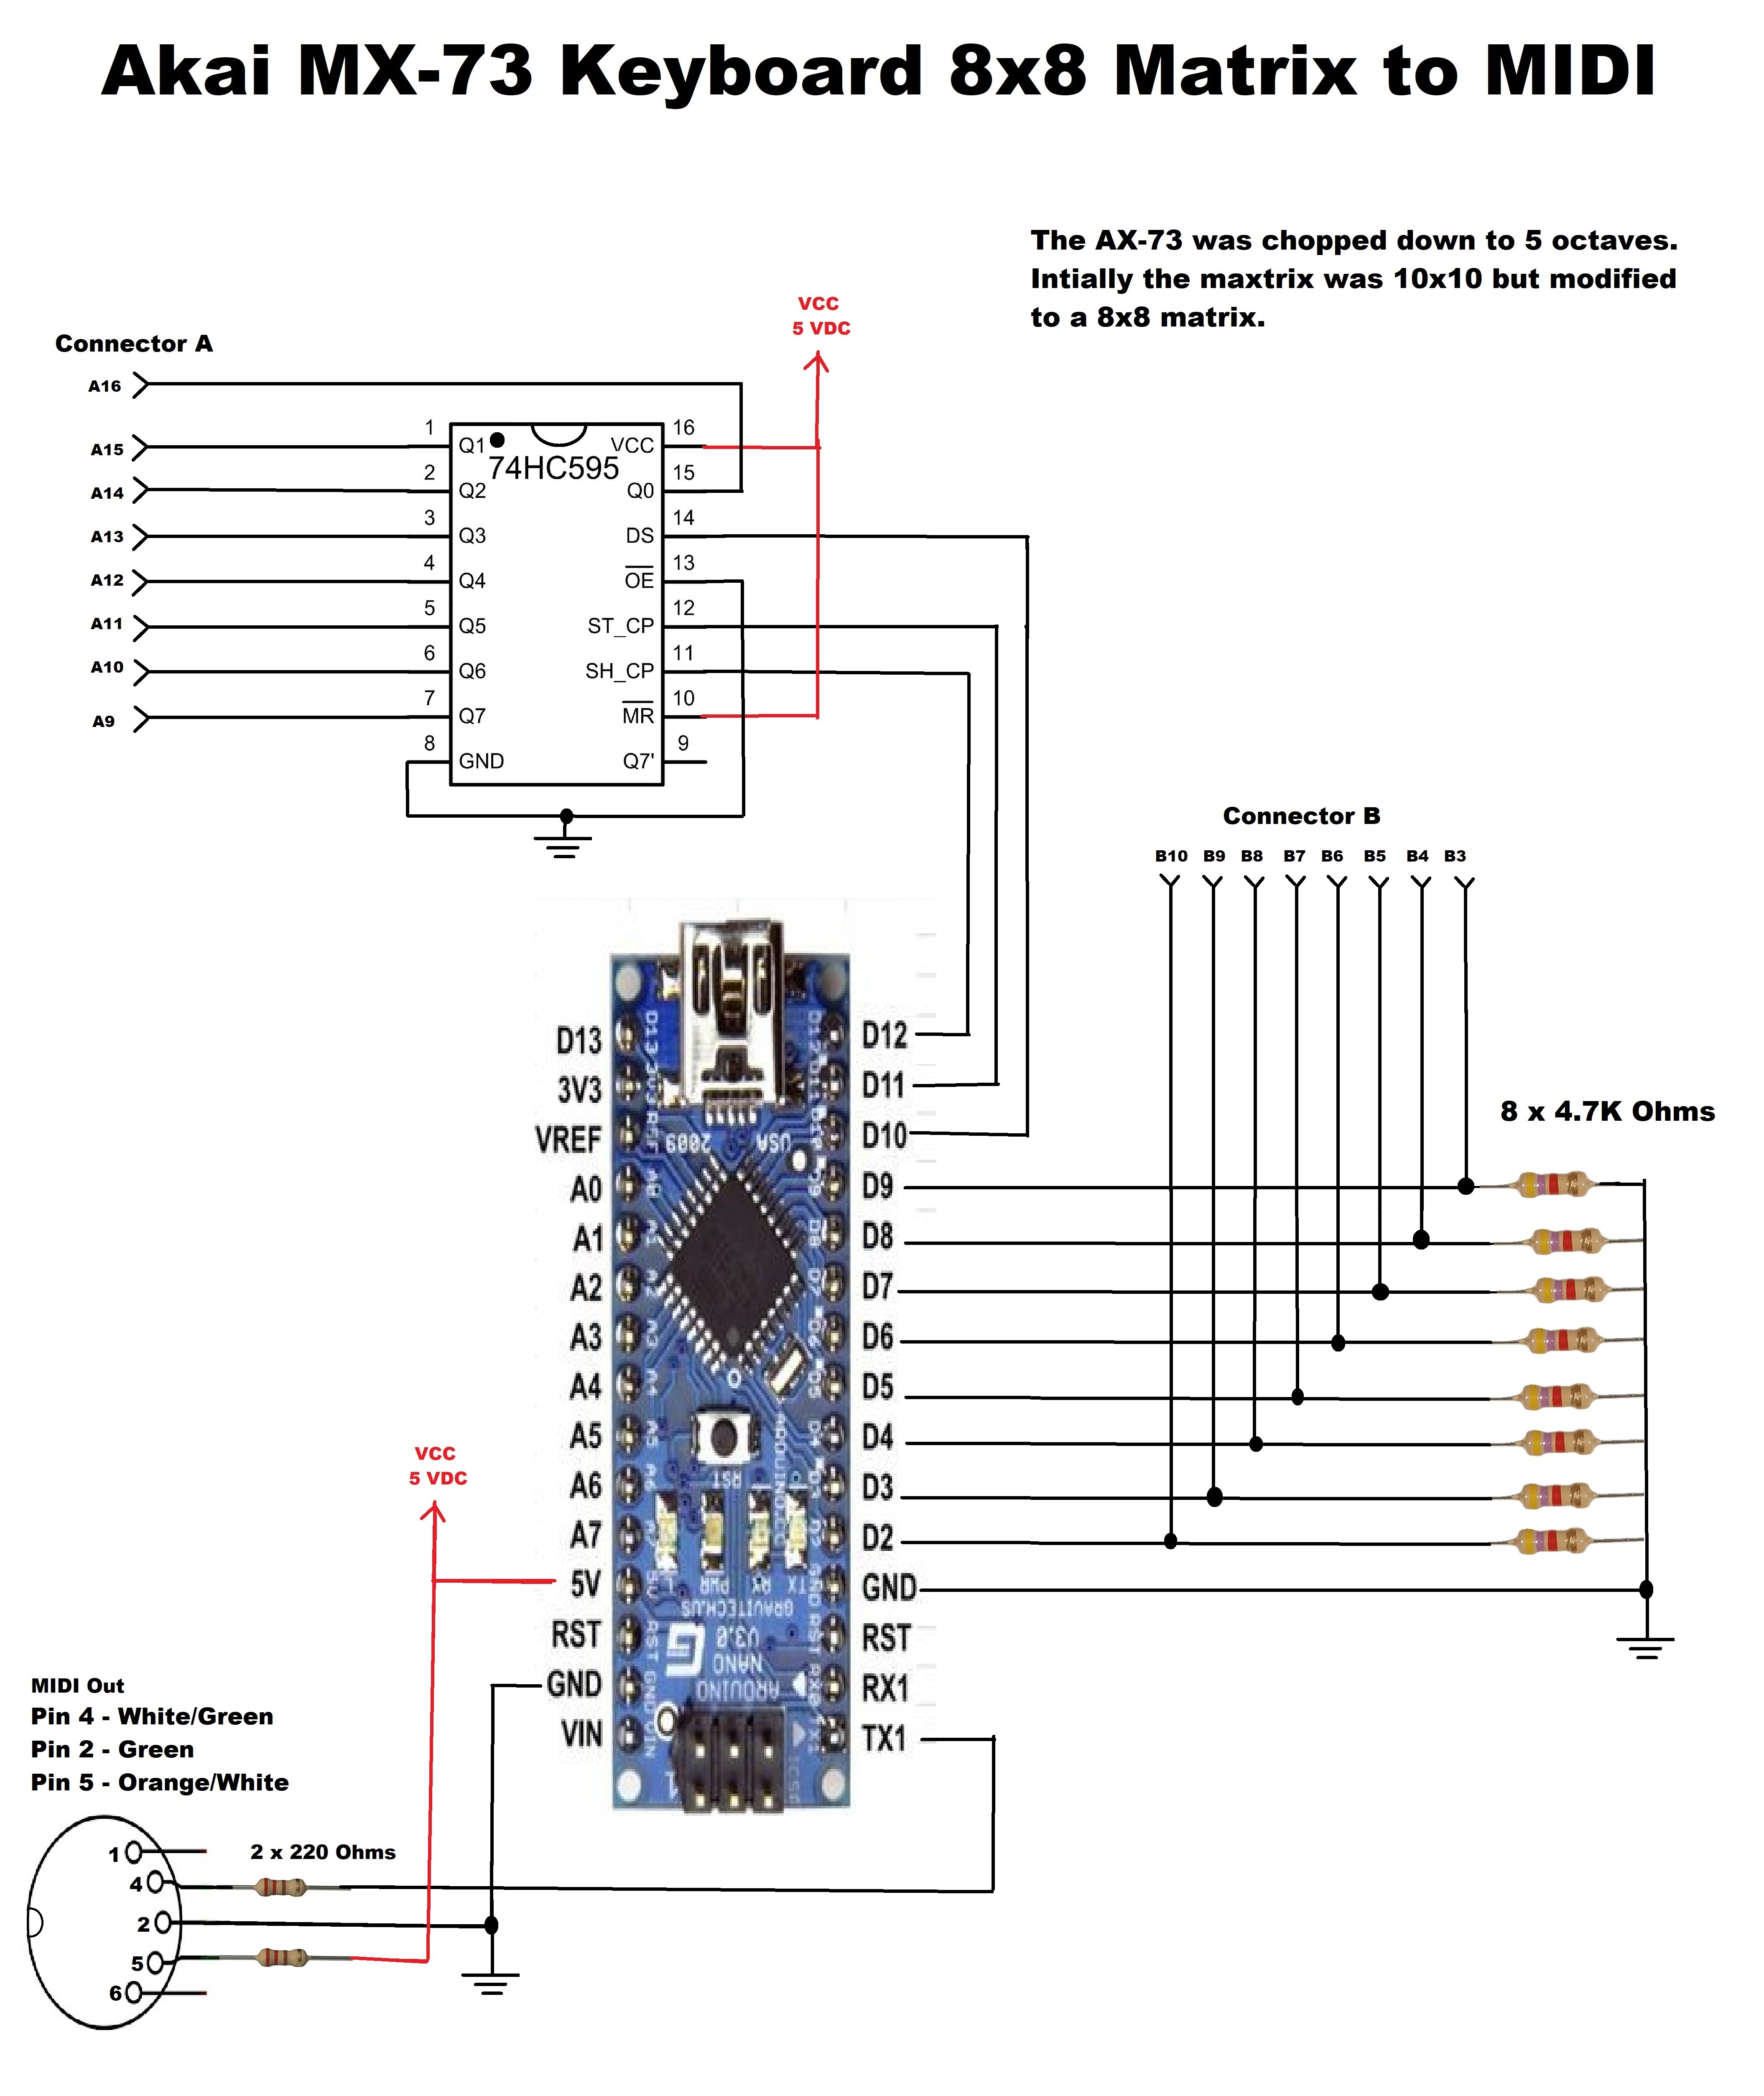 Akai MX-73 Keyboard 8x8 Matrix to MIDI
The AX-73 was chopped down to 5 octaves.
Intially the maxtrix was 10x10 but modified
to a 8x8 matrix.
VCC
5 VDC
Connector A
A16
A15
A14
A13
A12
A11
A10
A9
1
2
3
4
5
6
7
8
Q1
Q2
Q3
Q4
Q5
Q6
Q7
GND
74HC595
VCC
Q0
DS
OE
ST_CP
SH_CP
MR
Q7'
16
15
14
13
12
11
10
9
Connector B
B10 B9 B8 B7 B6 B5 B4 B3
8 x 4.7K Ohms
D13
3V3
VREF
A0
A1
A2
A3
A4
A5
A6
A7
5V
RST
GND
VIN
D12
D11
D10
D9
D8
D7
D6
D5
D4
D3
D2
GND
RST
RX1
TX1
USA
2009
RST
TX RX PWR L
GRAVITECH.US
V3.0
NANO
ARDUINO
VCC
5 VDC
MIDI Out
Pin 4 - White/Green
Pin 2 - Green
Pin 5 - Orange/White
2 x 220 Ohms
1
4
2
5
6